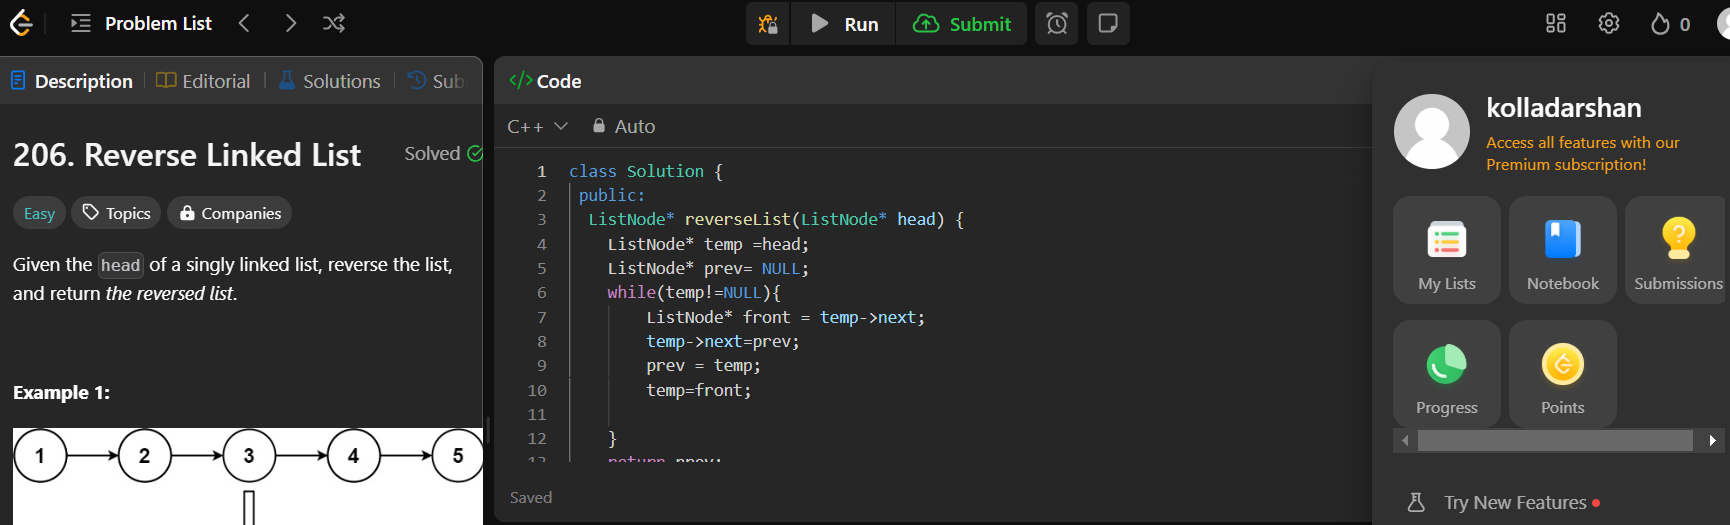 Problem List
Run
Submit
0
Description
Editorial
Solutions
Sub
206. Reverse Linked List
Solved
Easy
Topics
Companies
Given the head of a singly linked list, reverse the list,
and return the reversed list.
Example 1:
1 2 3 4 5
</> Code
C++
Auto
1 class Solution {
2 public:
3 ListNode* reverseList(ListNode* head) {
4 ListNode* temp =head;
5 ListNode* prev= NULL;
6 while(temp!=NULL){
7 ListNode* front = temp->next;
8 temp->next=prev;
9 prev = temp;
10 temp=front;
11
12 }
13 return prev;
Saved
kolladarshan
Access all features with our
Premium subscription!
My Lists
Notebook
Submissions
Progress
Points
Try New Features